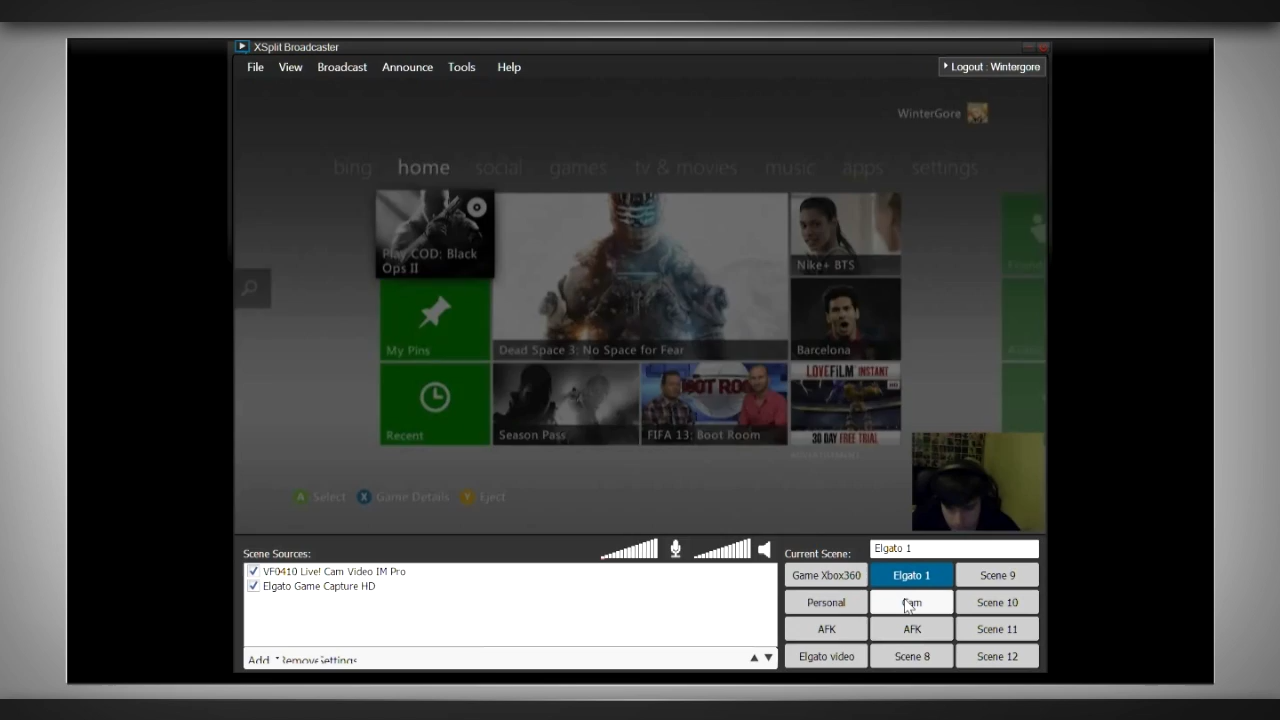 XSplit Broadcaster
File View Broadcast Announce Tools Help
Logout : Wintergore
WinterGore
bing home social games tv & movies music apps settings
Play COD: Black
Ops II
My Pins
Recent
Dead Space 3: No Space for Fear
Season Pass
FIFA 13: Boot Room
Nike+ BTS
Barcelona
LOVEFiLM INSTANT
30 DAY FREE TRIAL
A Select X Game Details Y Eject
Scene Sources:
VF0410 Live! Cam Video IM Pro
Elgato Game Capture HD
Add Remove Settings
Current Scene: Elgato 1
Game Xbox360 Elgato 1 Scene 9
Personal Cam Scene 10
AFK AFK Scene 11
Elgato video Scene 8 Scene 12